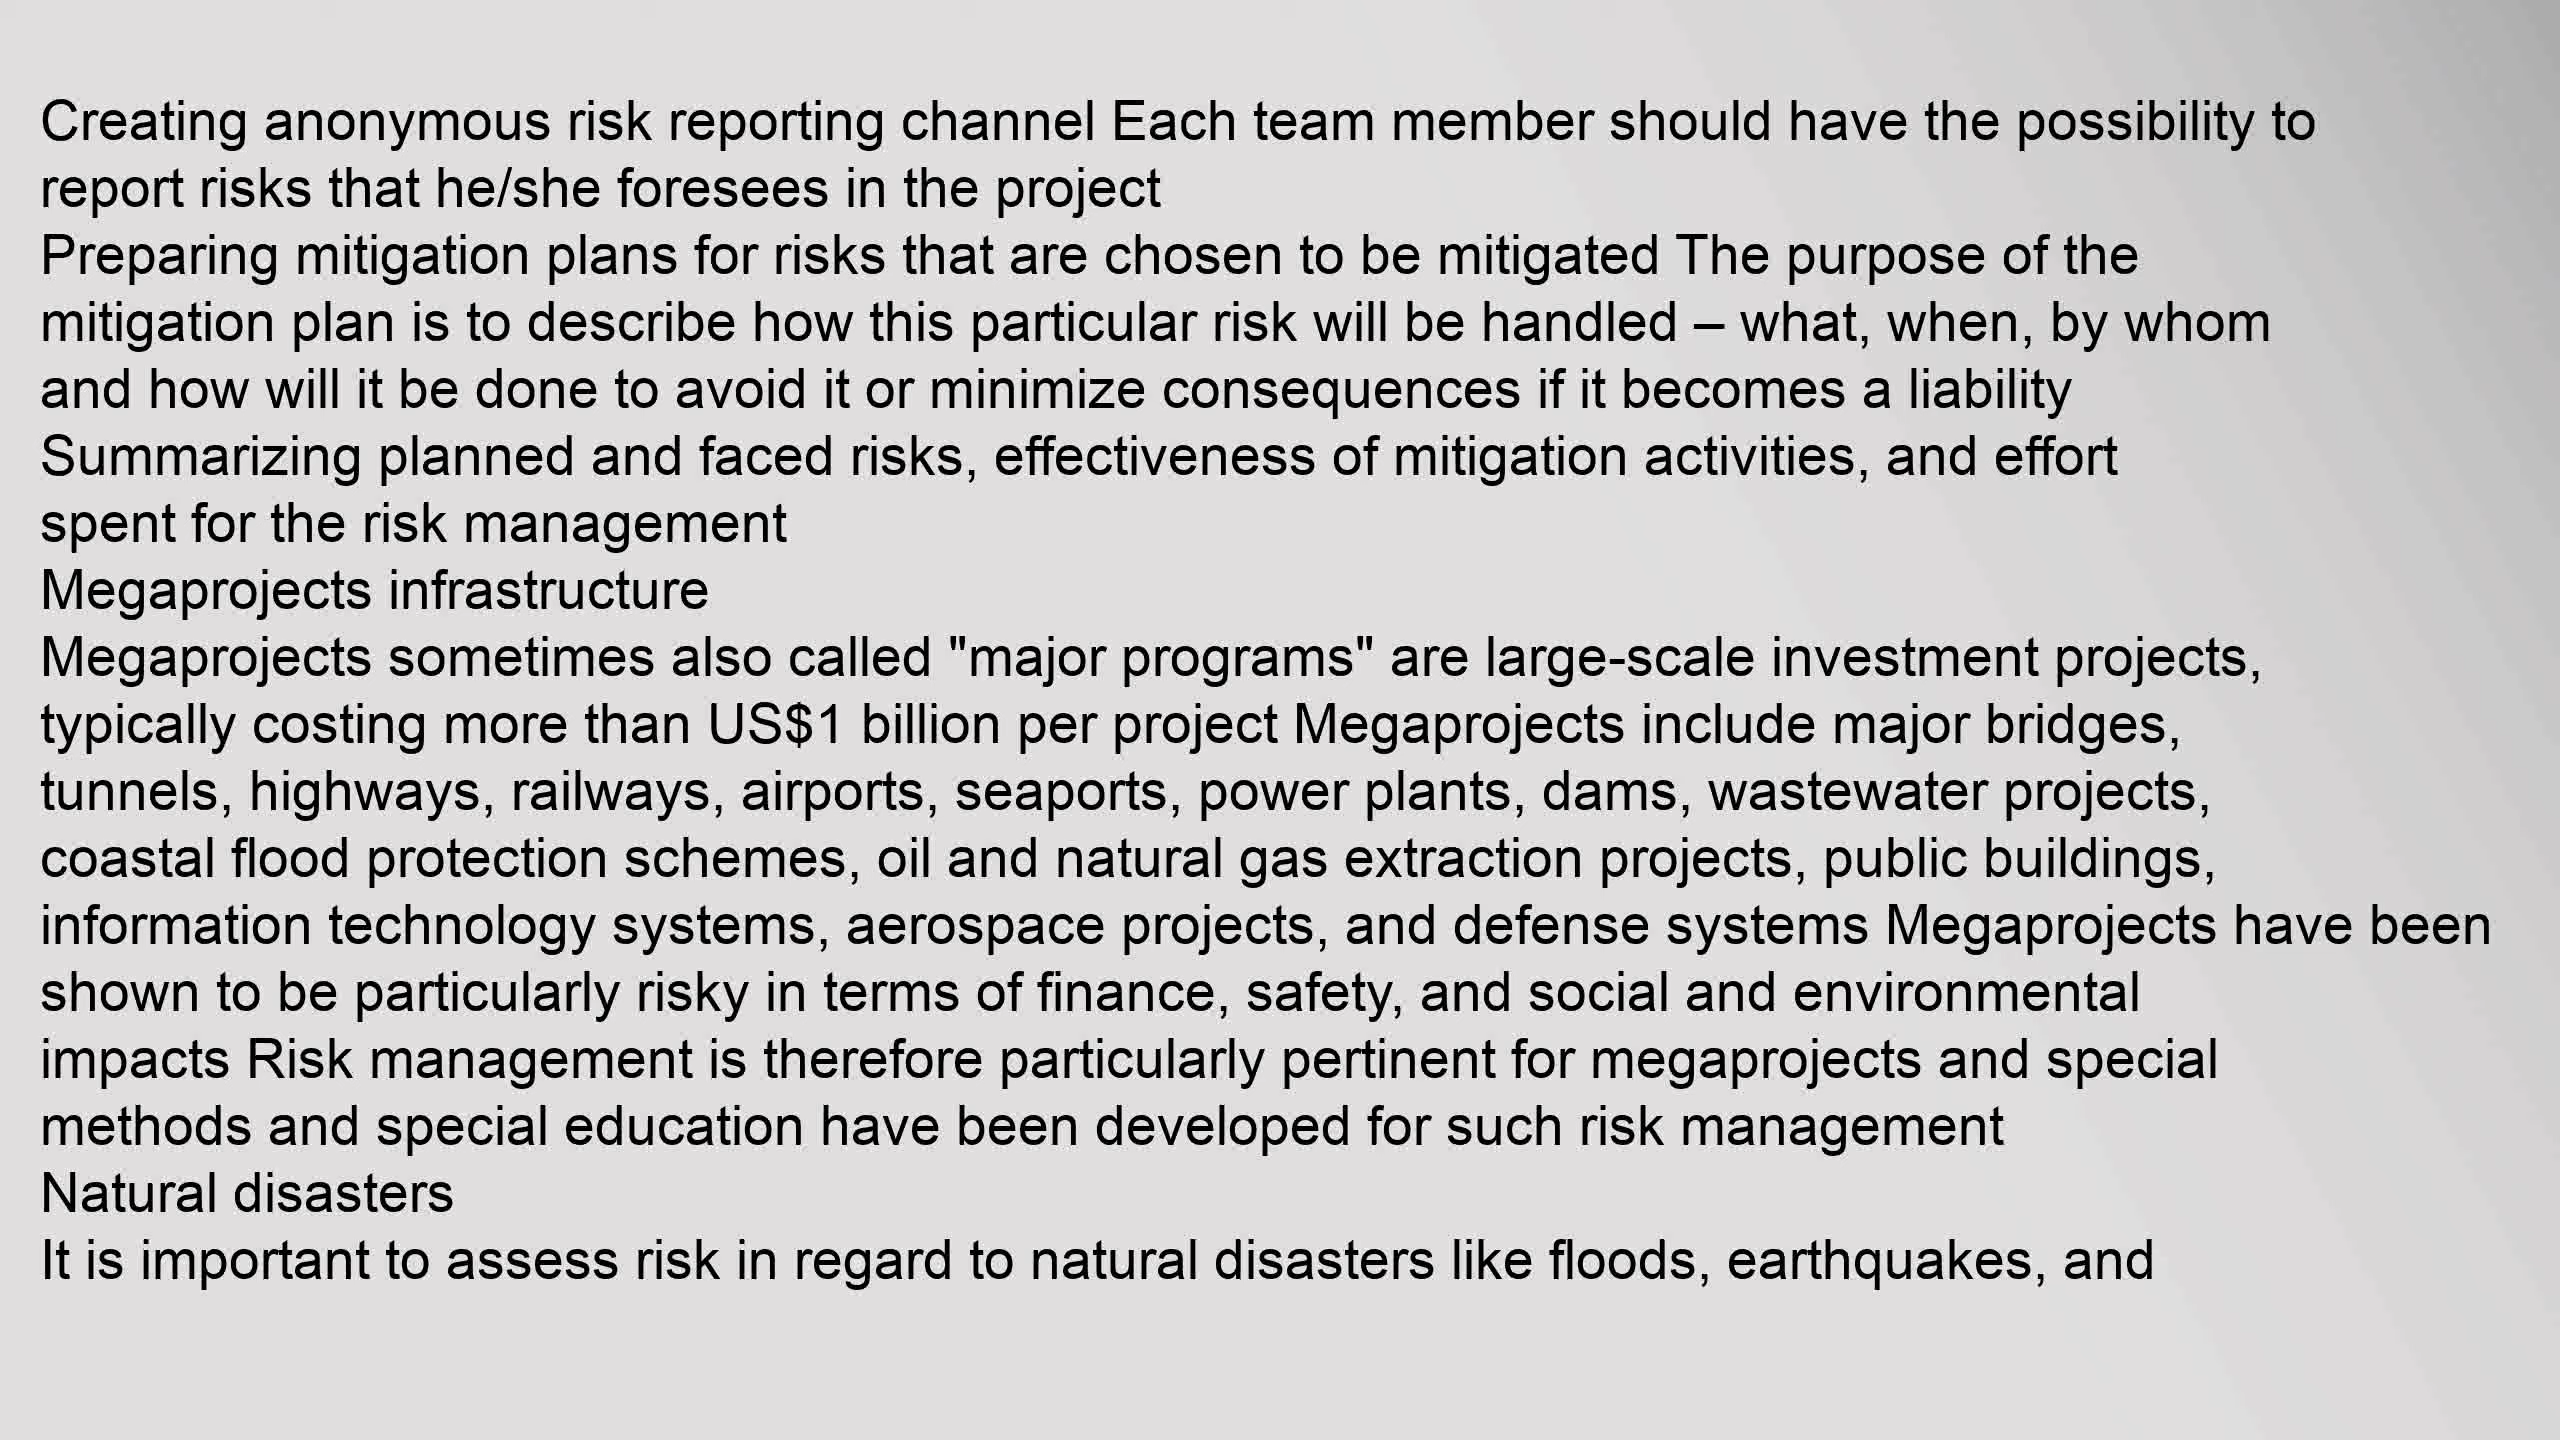 Creating anonymous risk reporting channel Each team member should have the possibility to
report risks that he/she foresees in the project
Preparing mitigation plans for risks that are chosen to be mitigated The purpose of the
mitigation plan is to describe how this particular risk will be handled – what, when, by whom
and how will it be done to avoid it or minimize consequences if it becomes a liability
Summarizing planned and faced risks, effectiveness of mitigation activities, and effort
spent for the risk management
Megaprojects infrastructure
Megaprojects sometimes also called "major programs" are large-scale investment projects,
typically costing more than US$1 billion per project Megaprojects include major bridges,
tunnels, highways, railways, airports, seaports, power plants, dams, wastewater projects,
coastal flood protection schemes, oil and natural gas extraction projects, public buildings,
information technology systems, aerospace projects, and defense systems Megaprojects have been
shown to be particularly risky in terms of finance, safety, and social and environmental
impacts Risk management is therefore particularly pertinent for megaprojects and special
methods and special education have been developed for such risk management
Natural disasters
It is important to assess risk in regard to natural disasters like floods, earthquakes, and